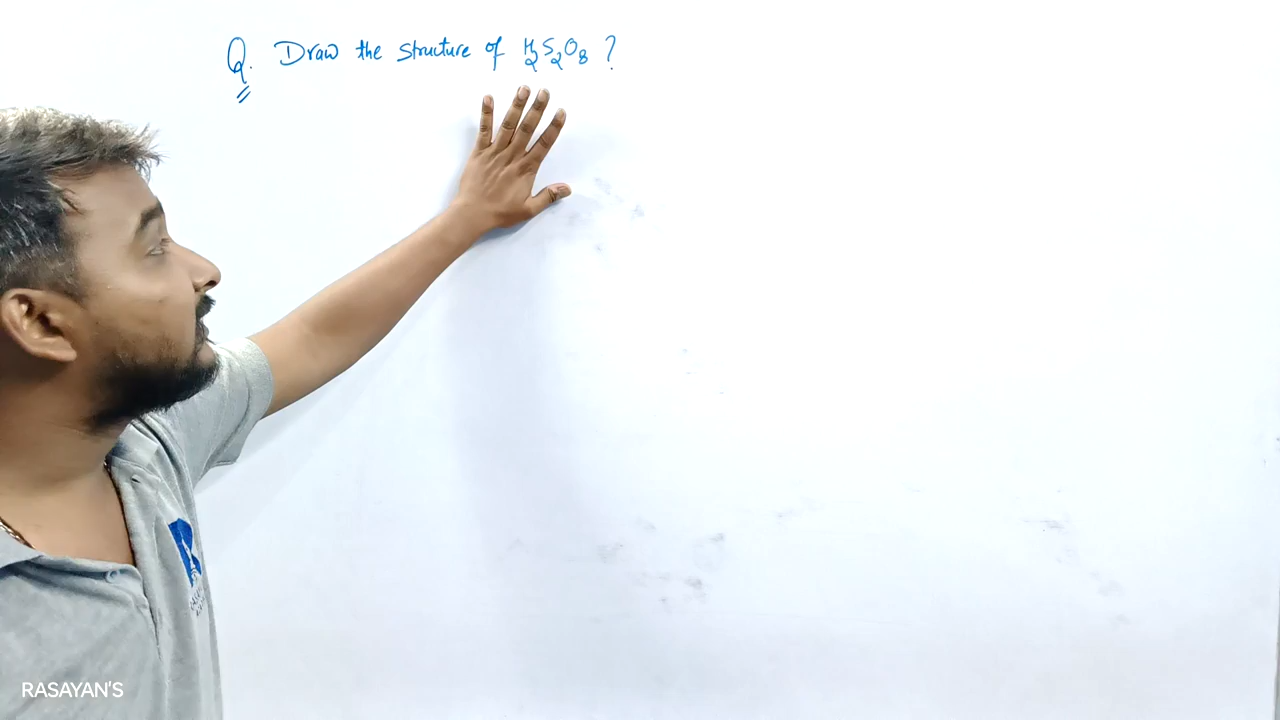 Q. Draw the structure of H₂S₂O₈ ?
RASAYAN'S